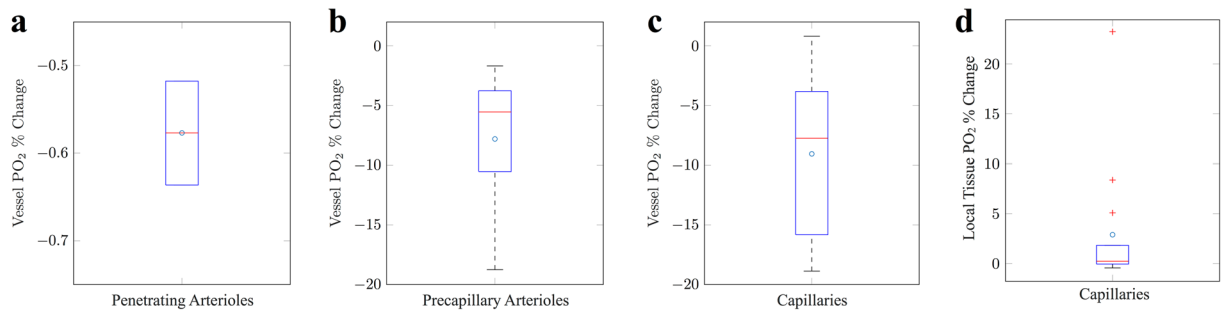 a
Vessel PO₂ % Change
−0.5
−0.6
−0.7
Penetrating Arterioles
b
Vessel PO₂ % Change
0
−5
−10
−15
−20
Precapillary Arterioles
c
Vessel PO₂ % Change
0
−5
−10
−15
−20
Capillaries
d
Local Tissue PO₂ % Change
20
15
10
5
0
Capillaries